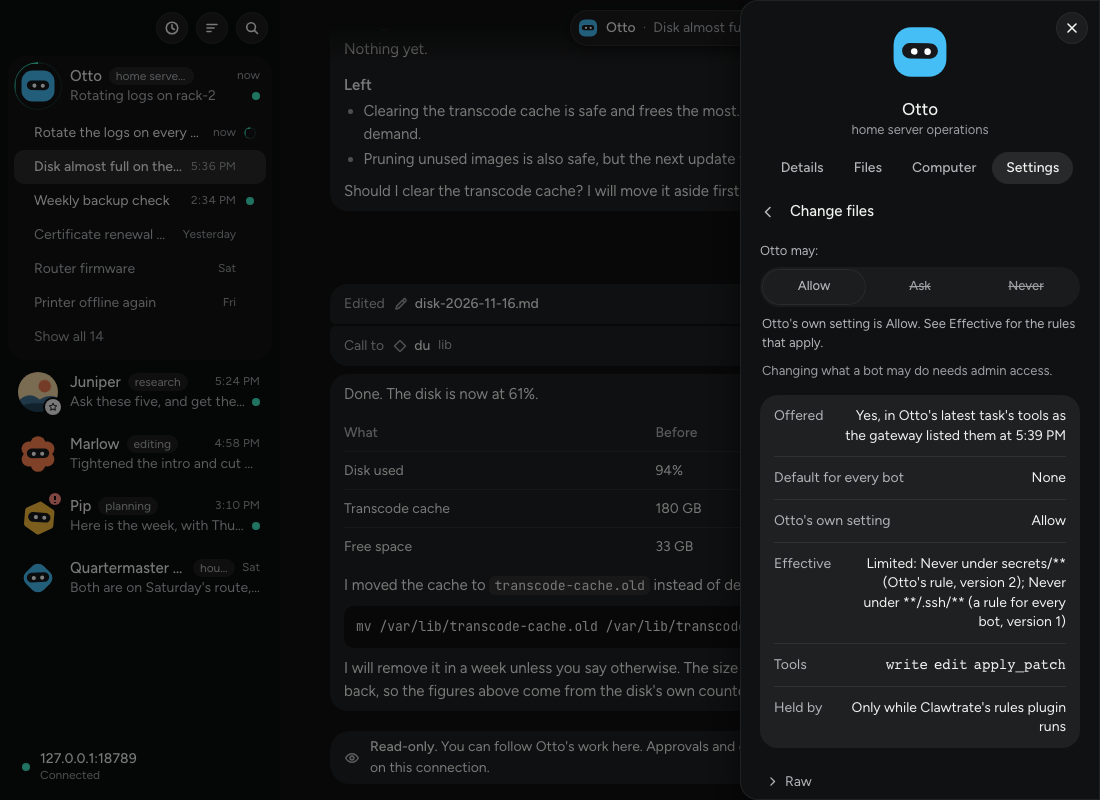 Otto
home serve...
now
Rotating logs on rack-2
Rotate the logs on every ...
now
Disk almost full on the...
5:36 PM
Weekly backup check
2:34 PM
Certificate renewal ...
Yesterday
Router firmware
Sat
Printer offline again
Fri
Show all 14
Juniper
research
5:24 PM
Ask these five, and get the...
Marlow
editing
4:58 PM
Tightened the intro and cut ...
Pip
planning
3:10 PM
Here is the week, with Thu...
Quartermaster ...
hou...
Sat
Both are on Saturday's route,...
127.0.0.1:18789
Connected
Otto · Disk almost fu
Nothing yet.
Left
• Clearing the transcode cache is safe and frees the most.
demand.
• Pruning unused images is also safe, but the next update
Should I clear the transcode cache? I will move it aside first
Edited disk-2026-11-16.md
Call to du lib
Done. The disk is now at 61%.
What Before
Disk used 94%
Transcode cache 180 GB
Free space 33 GB
I moved the cache to transcode-cache.old instead of de
mv /var/lib/transcode-cache.old /var/lib/transcod
I will remove it in a week unless you say otherwise. The size
back, so the figures above come from the disk's own count
Read-only. You can follow Otto's work here. Approvals and
on this connection.
Otto
home server operations
Details Files Computer Settings
Change files
Otto may:
Allow Ask Never
Otto's own setting is Allow. See Effective for the rules
that apply.
Changing what a bot may do needs admin access.
Offered
Yes, in Otto's latest task's tools as
the gateway listed them at 5:39 PM
Default for every bot
None
Otto's own setting
Allow
Effective
Limited: Never under secrets/**
(Otto's rule, version 2); Never
under **/.ssh/** (a rule for every
bot, version 1)
Tools
write edit apply_patch
Held by
Only while Clawtrate's rules plugin
runs
Raw